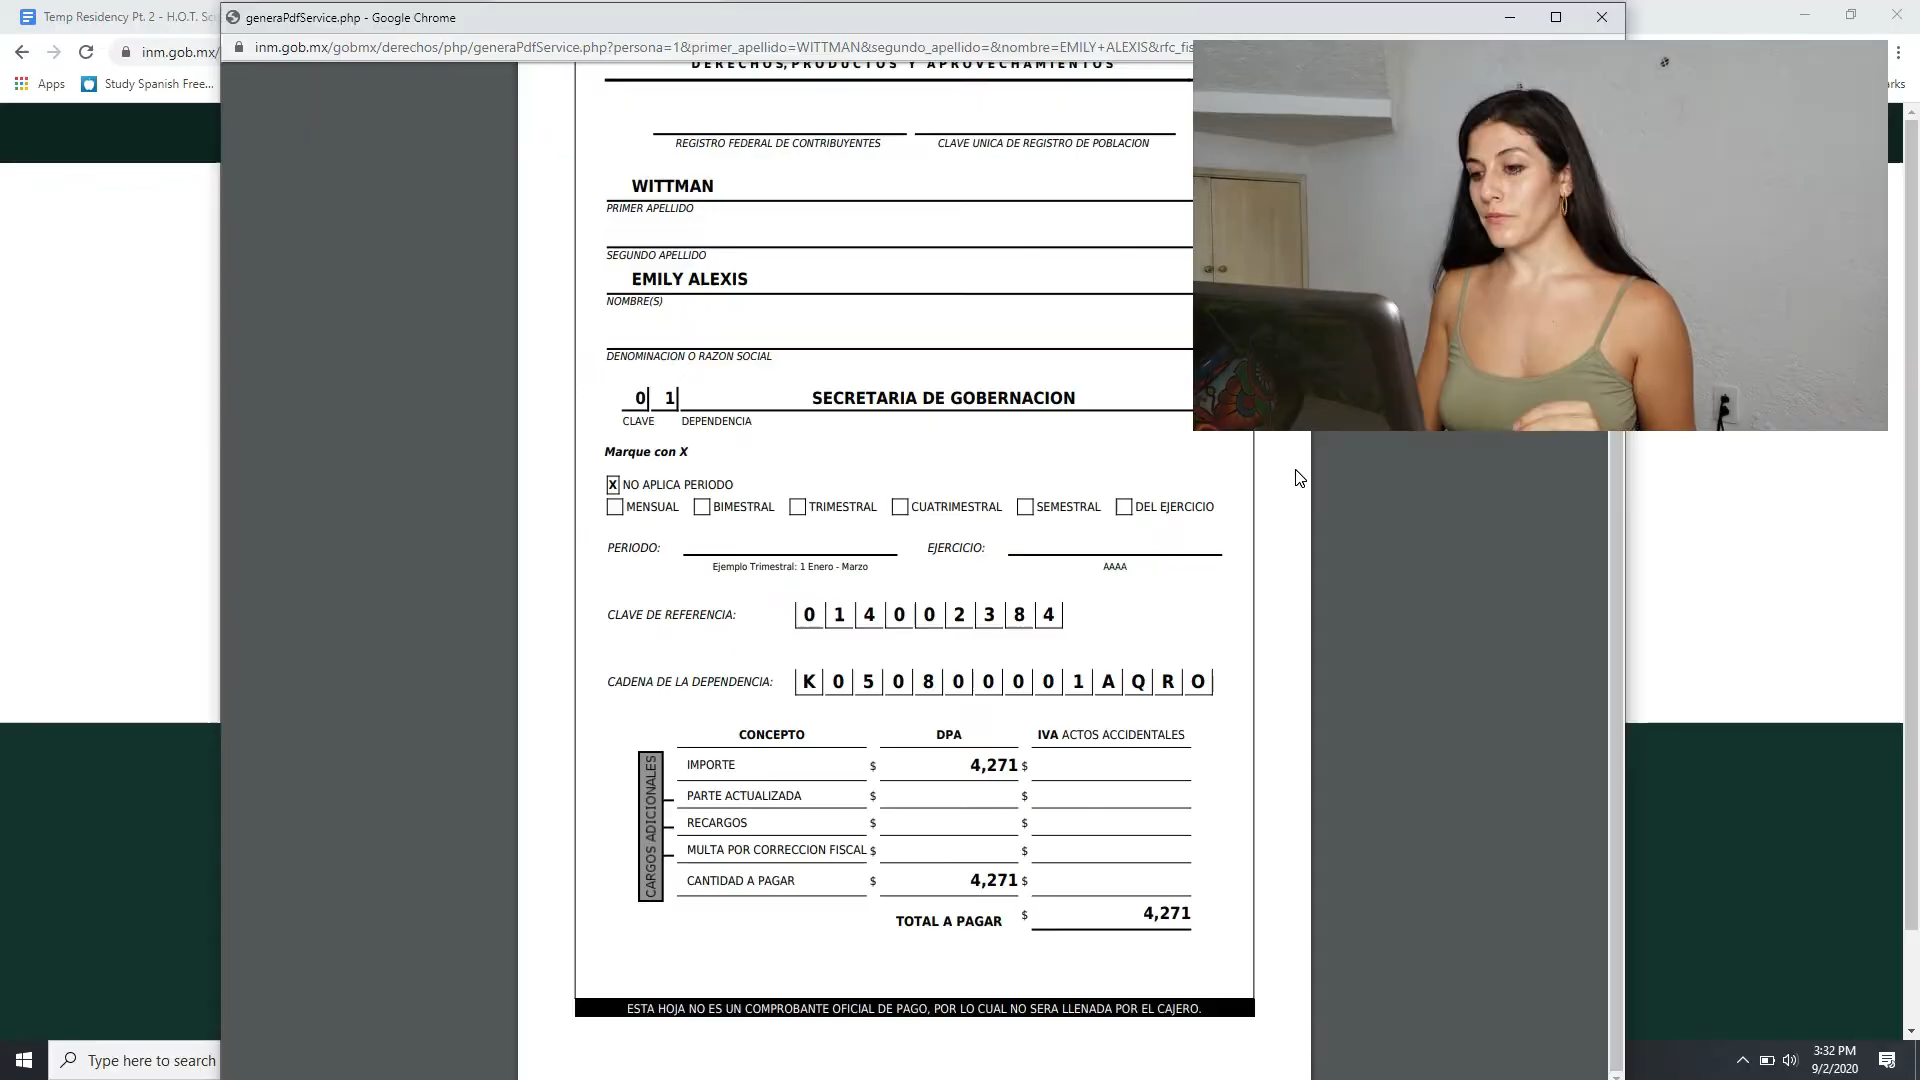 Temp Residency Pt. 2 - H.O.T. Sc
generaPdfService.php - Google Chrome
inm.gob.mx/
inm.gob.mx/gobmx/derechos/php/generaPdfService.php?persona=1&primer_apellido=WITTMAN&segundo_apellido=&nombre=EMILY+ALEXIS&rfc_fis
Apps
Study Spanish Free...
DERECHOS, PRODUCTOS Y APROVECHAMIENTOS
REGISTRO FEDERAL DE CONTRIBUYENTES CLAVE UNICA DE REGISTRO DE POBLACION
WITTMAN
PRIMER APELLIDO
SEGUNDO APELLIDO
EMILY ALEXIS
NOMBRE(S)
DENOMINACION O RAZON SOCIAL
0 1 SECRETARIA DE GOBERNACION
CLAVE DEPENDENCIA
Marque con X
X NO APLICA PERIODO
MENSUAL BIMESTRAL TRIMESTRAL CUATRIMESTRAL SEMESTRAL DEL EJERCICIO
PERIODO: EJERCICIO:
Ejemplo Trimestral: 1 Enero - Marzo AAAA
CLAVE DE REFERENCIA: 0 1 4 0 0 2 3 8 4
CADENA DE LA DEPENDENCIA: K 0 5 0 8 0 0 0 0 1 A Q R O
CONCEPTO DPA IVA ACTOS ACCIDENTALES
CARGOS ADICIONALES
IMPORTE $ 4,271 $
PARTE ACTUALIZADA $ $
RECARGOS $ $
MULTA POR CORRECCION FISCAL $ $
CANTIDAD A PAGAR $ 4,271 $
TOTAL A PAGAR $ 4,271
ESTA HOJA NO ES UN COMPROBANTE OFICIAL DE PAGO, POR LO CUAL NO SERA LLENADA POR EL CAJERO.
Type here to search
3:32 PM
9/2/2020